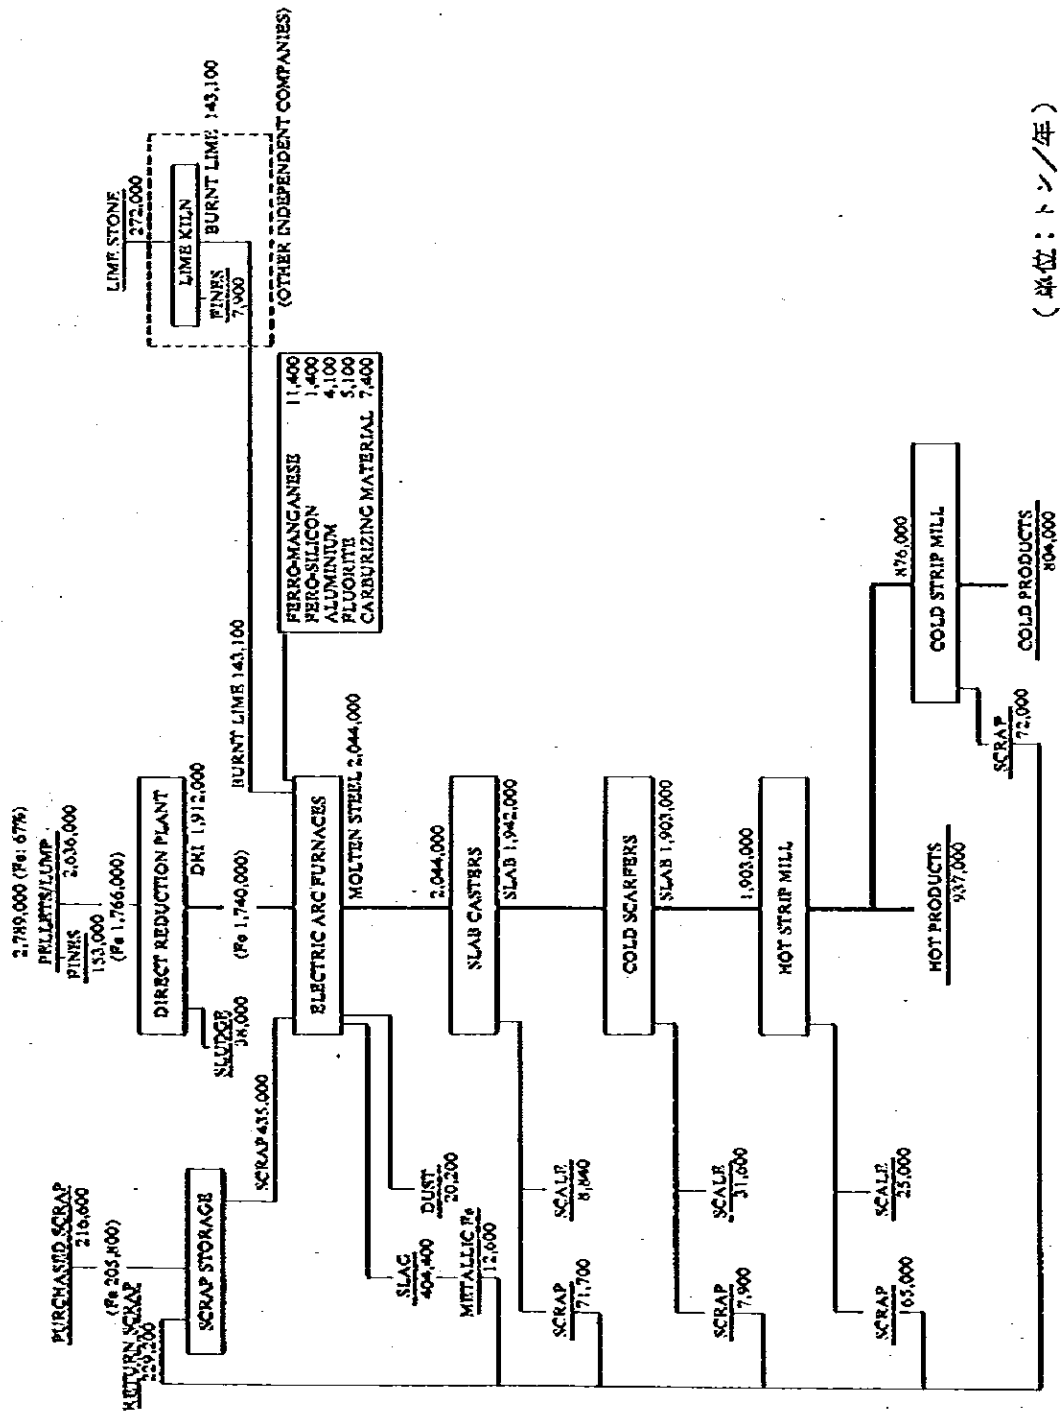 2,789,000 (Fe: 67%)
PELLETS/LUMP
2,636,000
FINES
153,000
(Fe 1,766,000)
DIRECT REDUCTION PLANT
SLUDGE
38,000
DRI 1,912,000
(Fe 1,740,000)
PURCHASED SCRAP
216,600
(Fe 205,800)
RETURN SCRAP
229,200
SCRAP STORAGE
SCRAP 435,000
LIME STONE
272,000
LIME KILN
FINES
7,900
BURNT LIME 143,100
(OTHER INDEPENDENT COMPANIES)
BURNT LIME 143,100
FERRO-MANGANESE 11,400
FERO-SILICON 1,400
ALUMINIUM 4,100
FLUORITE 5,100
CARBURIZING MATERIAL 7,400
ELECTRIC ARC FURNACES
MOLTEN STEEL 2,044,000
SLAG
404,400
METALLIC Fe
12,600
DUST
20,200
2,044,000
SLAB CASTERS
SLAB 1,942,000
SCRAP
71,700
SCALE
8,840
COLD SCARFERS
SLAB 1,903,000
SCRAP
7,900
SCALE
31,600
1,903,000
HOT STRIP MILL
SCRAP
165,000
SCALE
25,000
HOT PRODUCTS
937,000
876,000
COLD STRIP MILL
SCRAP
72,000
COLD PRODUCTS
804,000
(単位:トン/年)